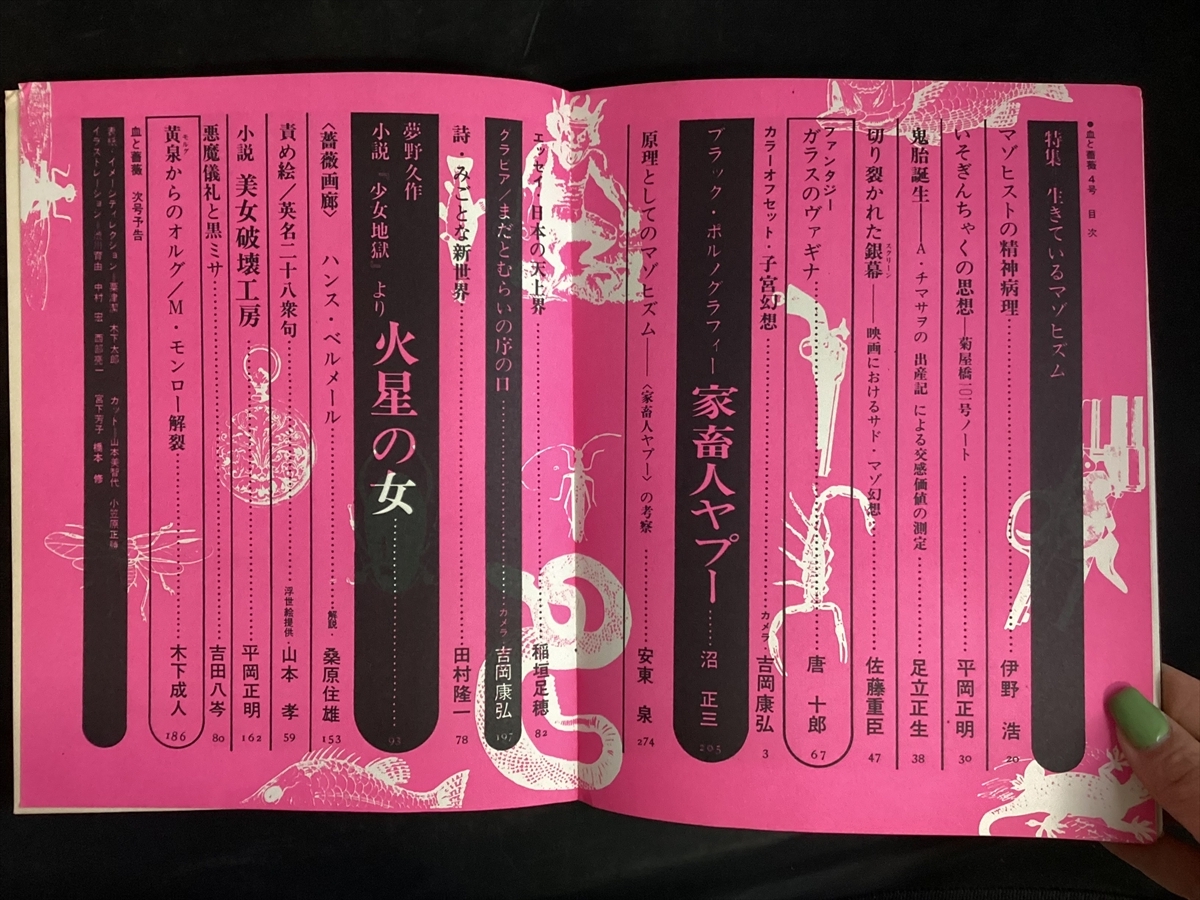 ●血と薔薇 4号 目次
特集 生きているマゾヒズム
マゾヒストの精神病理……伊野 浩 20
いそぎんちゃくの思想―菊屋橋一〇一号ノート……平岡正明 30
鬼胎誕生――A・チマサヲの 出産記 による交感価値の測定 足立正生 38
切り裂かれた銀幕スクリーン――映画におけるサド・マゾ幻想……佐藤重臣 47
ファンタジー
ガラスのヴァギナ……唐 十郎 67
カラーオフセット・子宮幻想……カメラ 吉岡康弘 3
ブラック・ポルノグラフィー 家畜人ヤプー……沼 正三 205
原理としてのマゾヒズム――〈家畜人ヤプー〉の考察……安東 泉 274
エッセイ・日本の天上界……稲垣足穂 82
グラビア/まだとむらいの序の口……カメラ・吉岡康弘 197
詩・みごとな新世界……田村隆一 78
夢野久作
小説『少女地獄』より 火星の女……93
〈薔薇画廊〉 ハンス・ベルメール……解説・桑原住雄 153
責め絵/英名二十八衆句……浮世絵提供・山本 孝 59
小説 美女破壊工房……平岡正明 162
悪魔儀礼と黒ミサ……吉田八岑 80
黄泉からのオルグ/M・モンロー解裂……木下成人 186
血と薔薇 次号予告
木下太郎 カット―山本美智代 小笠原正勝
イラストレーション 中村 宏 宮下芳子 橋本 修